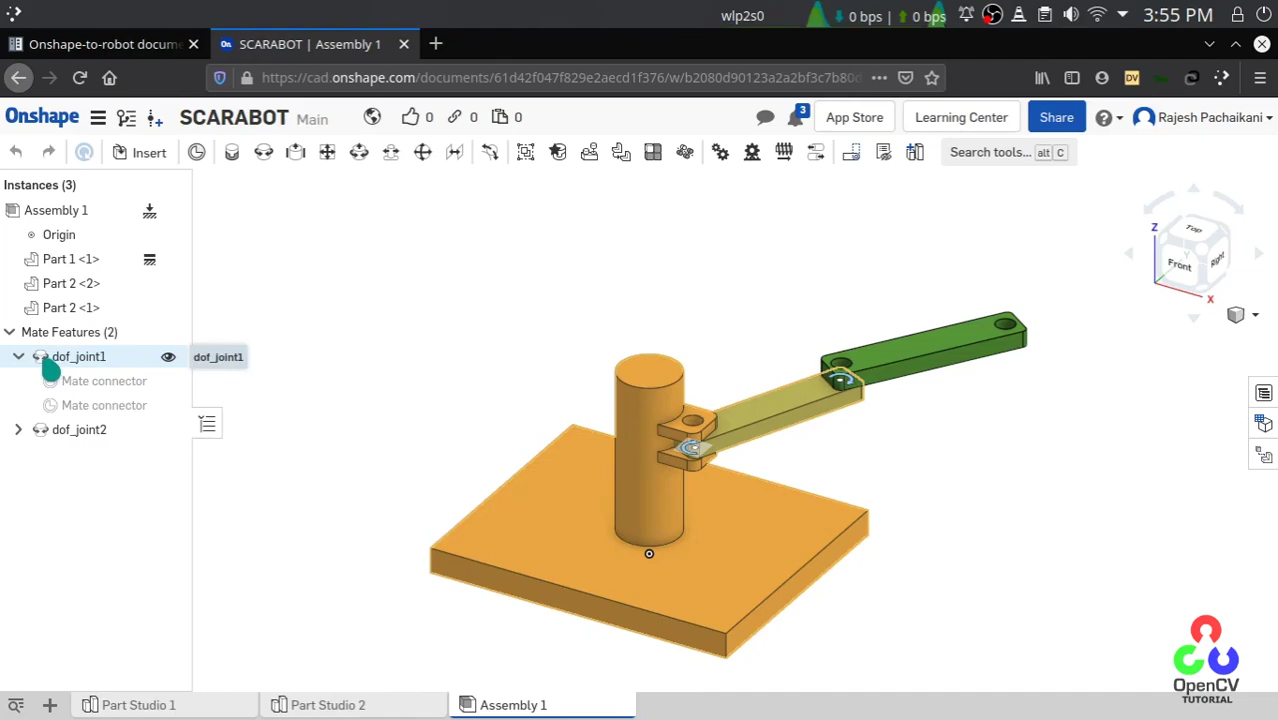 wlp2s0 0 bps 0 bps 3:55 PM
Onshape-to-robot docume SCARABOT | Assembly 1
https://cad.onshape.com/documents/61d42f047f829e2aecd1f376/w/b2080d90123a2a2bf3c7b80d
Onshape SCARABOT Main 0 0 0 3 App Store Learning Center Share Rajesh Pachaikani
Insert Search tools... alt C
Instances (3)
Assembly 1
Origin
Part 1 <1>
Part 2 <2>
Part 2 <1>
Mate Features (2)
dof_joint1 dof_joint1
Mate connector
Mate connector
dof_joint2
Z
Top
Front
Right
Y
X
OpenCV
TUTORIAL
Part Studio 1 Part Studio 2 Assembly 1